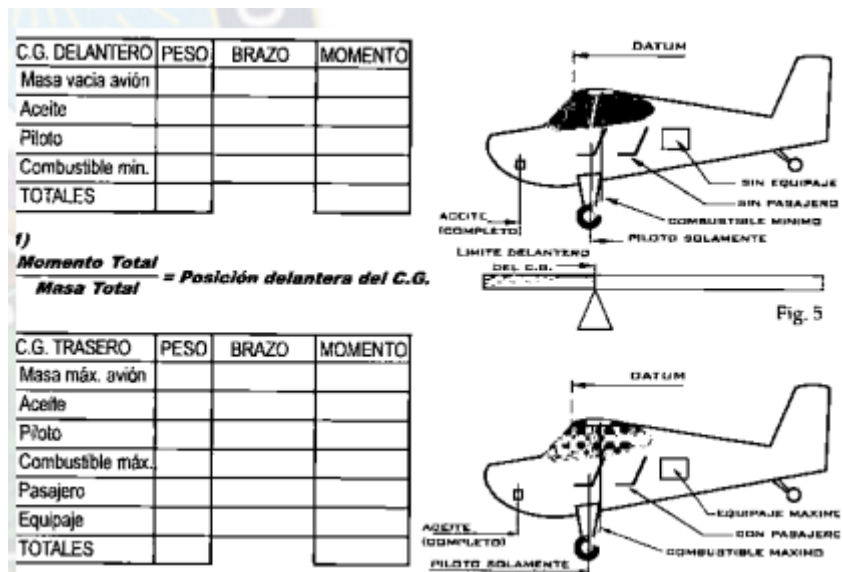 C.G. DELANTERO PESO BRAZO MOMENTO
Masa vacia avión
Aceite
Piloto
Combustible min.
TOTALES
1)
Momento Total
Masa Total
= Posición delantera del C.G.
DATUM
SIN EQUIPAJE
SIN PASAJERO
COMBUSTIBLE MINIMO
PILOTO SOLAMENTE
ACEITE
(COMPLETO)
LIMITE DELANTERO
DEL C.G.
Fig. 5
C.G. TRASERO PESO BRAZO MOMENTO
Masa máx. avión
Aceite
Piloto
Combustible máx.
Pasajero
Equipaje
TOTALES
DATUM
EQUIPAJE MAXIM
CON PASAJERO
COMBUSTIBLE MAXIMO
ACEITE
(COMPLETO)
PILOTO SOLAMENTE